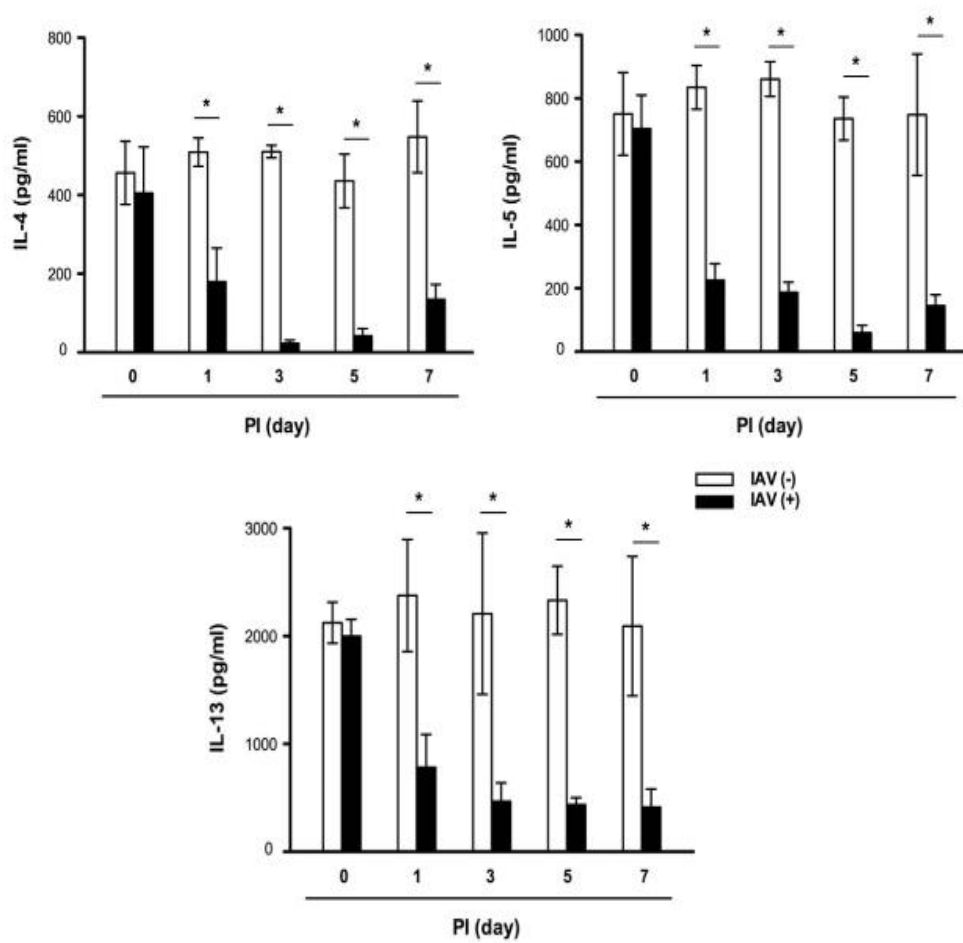 IL-4 (pg/ml)
800
600
400
200
0
* * * *
0 1 3 5 7
PI (day)
IL-5 (pg/ml)
1000
800
600
400
200
0
* * * *
0 1 3 5 7
PI (day)
IAV (-)
IAV (+)
IL-13 (pg/ml)
3000
2000
1000
0
* * * *
0 1 3 5 7
PI (day)